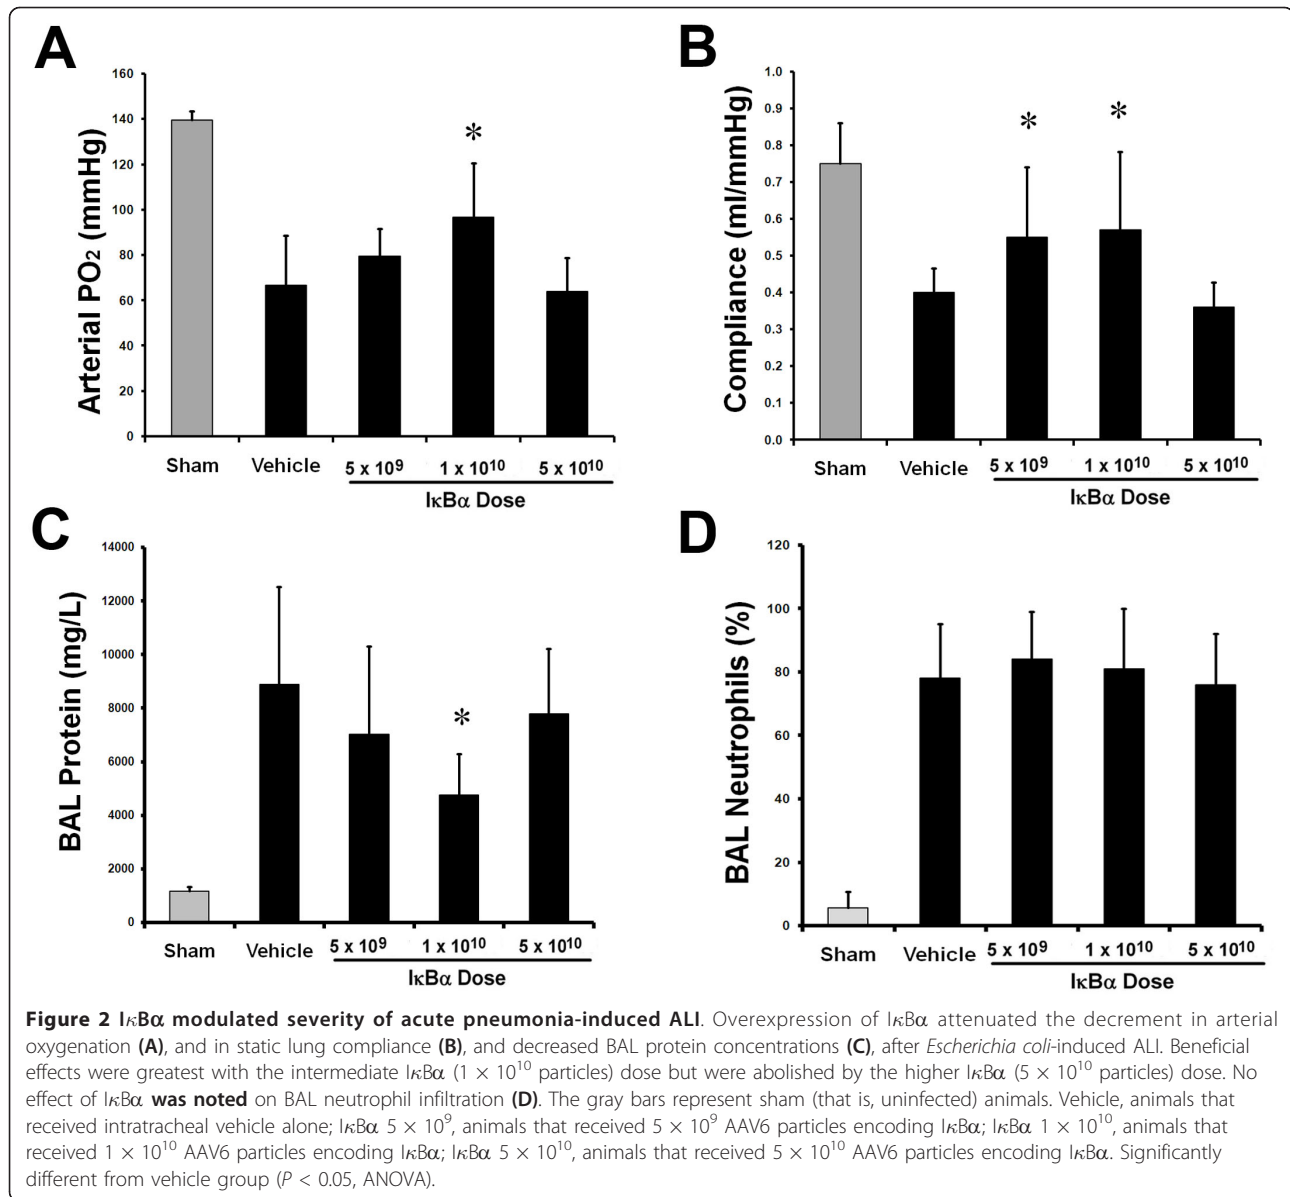 A
160
140
120
100
80
60
40
20
0
Arterial PO2 (mmHg)
*
Sham Vehicle 5 x 10⁹ 1 x 10¹⁰ 5 x 10¹⁰
IκBα Dose
B
1.0
0.9
0.8
0.7
0.6
0.5
0.4
0.3
0.2
0.1
0.0
Compliance (ml/mmHg)
* *
Sham Vehicle 5 x 10⁹ 1 x 10¹⁰ 5 x 10¹⁰
IκBα Dose
C
14000
12000
10000
8000
6000
4000
2000
0
BAL Protein (mg/L)
*
Sham Vehicle 5 x 10⁹ 1 x 10¹⁰ 5 x 10¹⁰
IκBα Dose
D
120
100
80
60
40
20
0
BAL Neutrophils (%)
Sham Vehicle 5 x 10⁹ 1 x 10¹⁰ 5 x 10¹⁰
IκBα Dose
Figure 2 IκBα modulated severity of acute pneumonia-induced ALI. Overexpression of IκBα attenuated the decrement in arterial
oxygenation (A), and in static lung compliance (B), and decreased BAL protein concentrations (C), after Escherichia coli-induced ALI. Beneficial
effects were greatest with the intermediate IκBα (1 × 10¹⁰ particles) dose but were abolished by the higher IκBα (5 × 10¹⁰ particles) dose. No
effect of IκBα was noted on BAL neutrophil infiltration (D). The gray bars represent sham (that is, uninfected) animals. Vehicle, animals that
received intratracheal vehicle alone; IκBα 5 × 10⁹, animals that received 5 × 10⁹ AAV6 particles encoding IκBα; IκBα 1 × 10¹⁰, animals that
received 1 × 10¹⁰ AAV6 particles encoding IκBα; IκBα 5 × 10¹⁰, animals that received 5 × 10¹⁰ AAV6 particles encoding IκBα. Significantly
different from vehicle group (P < 0.05, ANOVA).